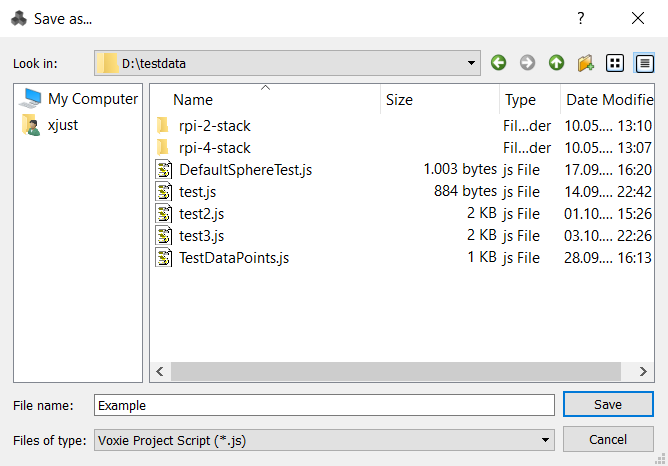 Save as...
?
Look in:
D:\testdata
My Computer
xjust
Name Size Type Date Modifie
rpi-2-stack Fil...der 10.05.... 13:10
rpi-4-stack Fil...der 10.05.... 13:07
DefaultSphereTest.js 1.003 bytes js File 17.09.... 16:20
test.js 884 bytes js File 14.09.... 22:42
test2.js 2 KB js File 01.10.... 15:26
test3.js 2 KB js File 03.10.... 22:26
TestDataPoints.js 1 KB js File 28.09.... 16:13
File name: Example Save
Files of type: Voxie Project Script (*.js) Cancel